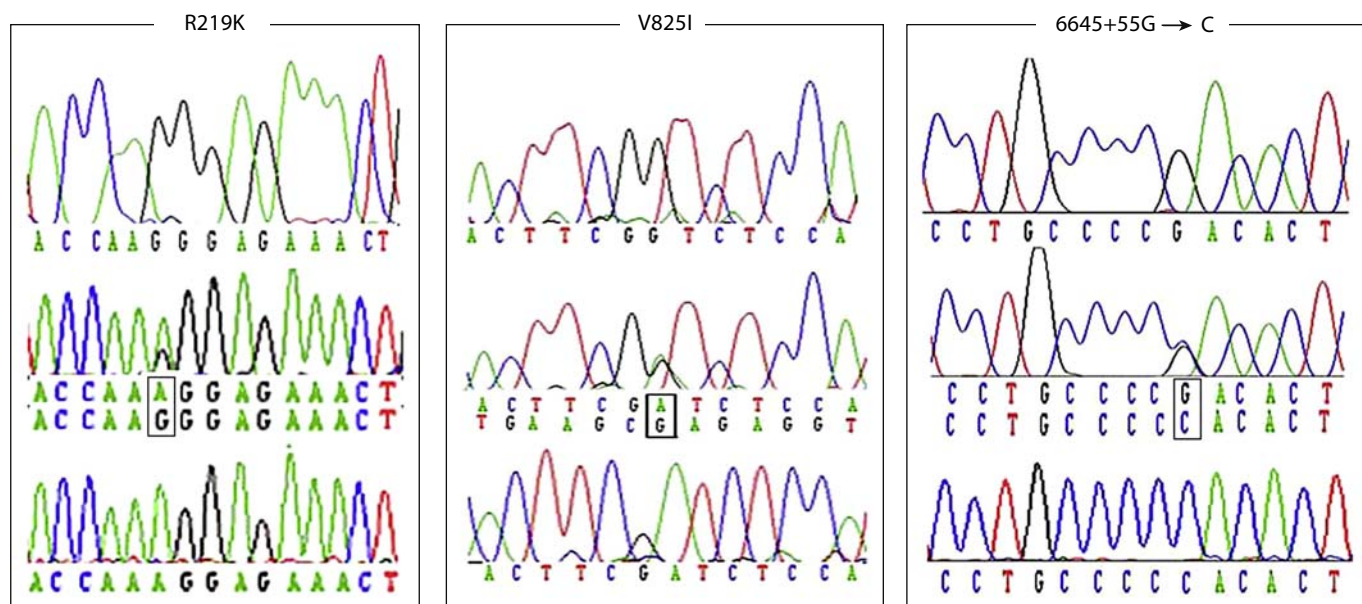 R219K
A C C A A G G G A G A A A C T
A C C A A A G G A G A A A C T
A C C A A G G G A G A A A C T
A C C A A A G G A G A A A C T
V825I
A C T T C G G T C T C C A
A C T T C G A T C T C C A
T G A A G C G A G A G G T
A C T T C G A T C T C C A
6645+55G → C
C C T G C C C C G A C A C T
C C T G C C C C G A C A C T
C C T G C C C C C A C A C T
C C T G C C C C C A C A C T